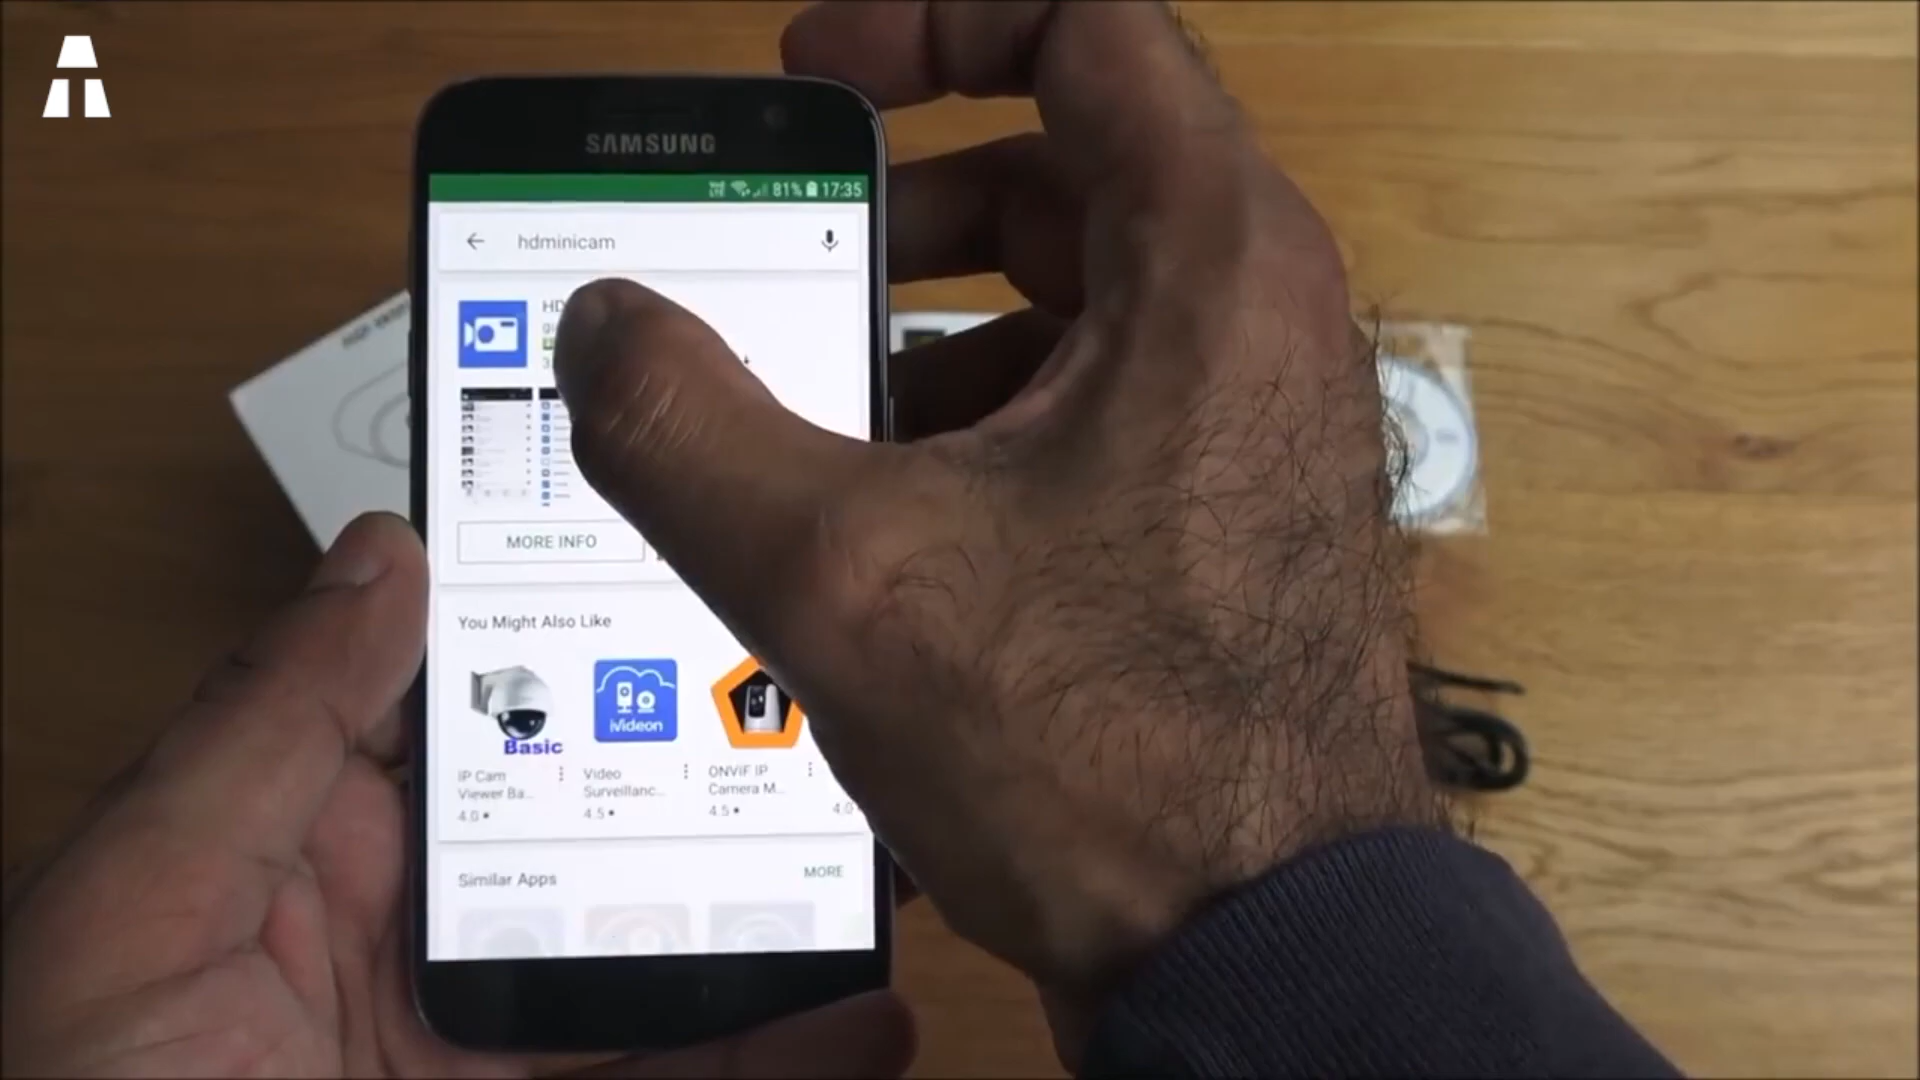 SAMSUNG
81% 17:35
hdminicam
HD
MORE INFO
You Might Also Like
Basic
iVideon
IP Cam
Viewer Ba...
4.0
Video
Surveillanc...
4.5
ONVIF IP
Camera M...
4.5
4.0
Similar Apps
MORE